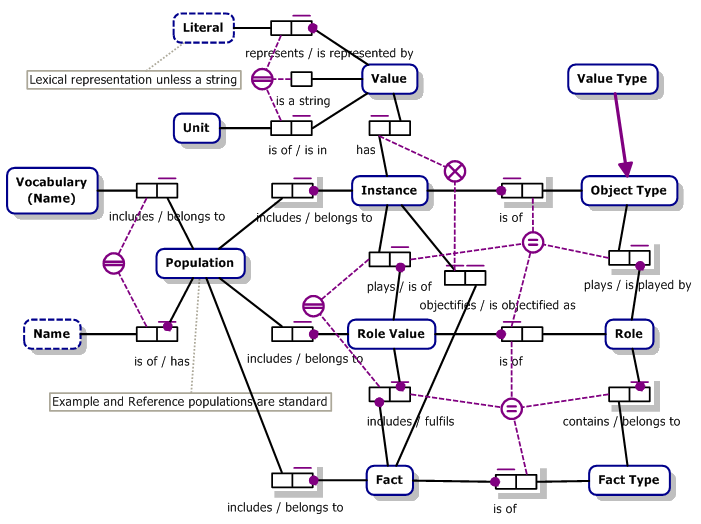 Literal
represents / is represented by
Lexical representation unless a string
Value
Value Type
is a string
Unit
is of / is in
has
Vocabulary
(Name)
includes / belongs to
includes / belongs to
Instance
is of
Object Type
Population
plays / is of
plays / is played by
objectifies / is objectified as
Name
is of / has
includes / belongs to
Role Value
is of
Role
Example and Reference populations are standard
includes / fulfils
contains / belongs to
includes / belongs to
Fact
is of
Fact Type